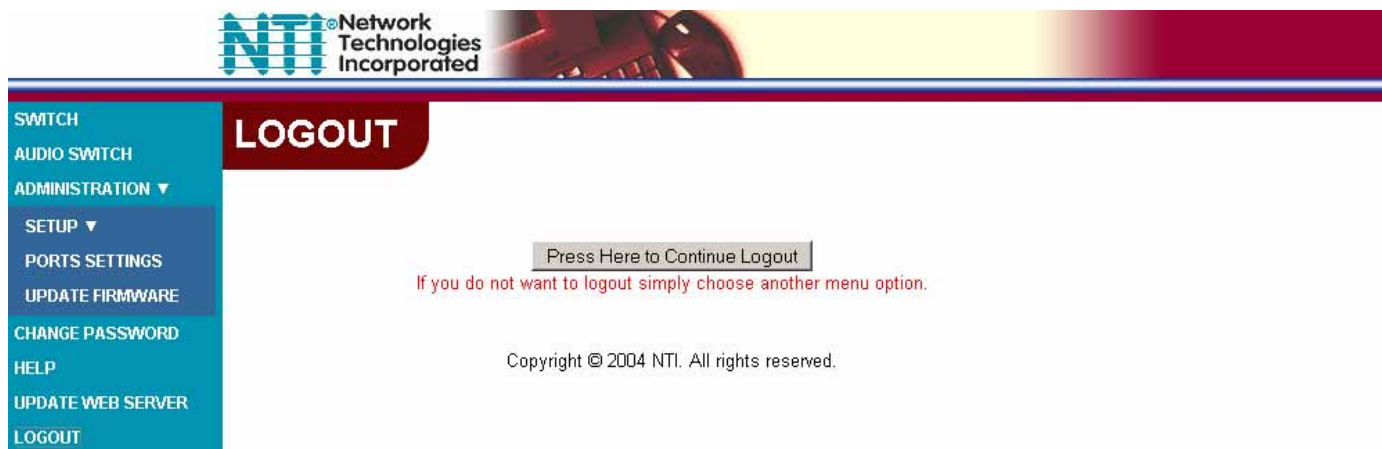 NTI®
Network
Technologies
Incorporated
SWITCH
AUDIO SWITCH
ADMINISTRATION ▼
SETUP ▼
PORTS SETTINGS
UPDATE FIRMWARE
CHANGE PASSWORD
HELP
UPDATE WEB SERVER
LOGOUT
LOGOUT
Press Here to Continue Logout
If you do not want to logout simply choose another menu option.
Copyright © 2004 NTI. All rights reserved.